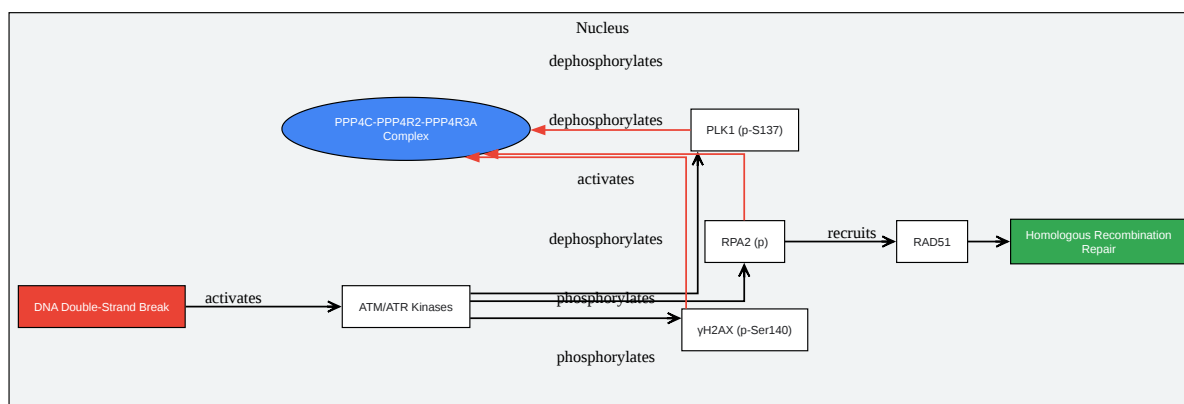 Nucleus
dephosphorylates
PPP4C-PPP4R2-PPP4R3A
Complex
dephosphorylates
PLK1 (p-S137)
activates
dephosphorylates
RPA2 (p)
recruits
RAD51
Homologous Recombination
Repair
DNA Double-Strand Break
activates
ATM/ATR Kinases
phosphorylates
γH2AX (p-Ser140)
phosphorylates